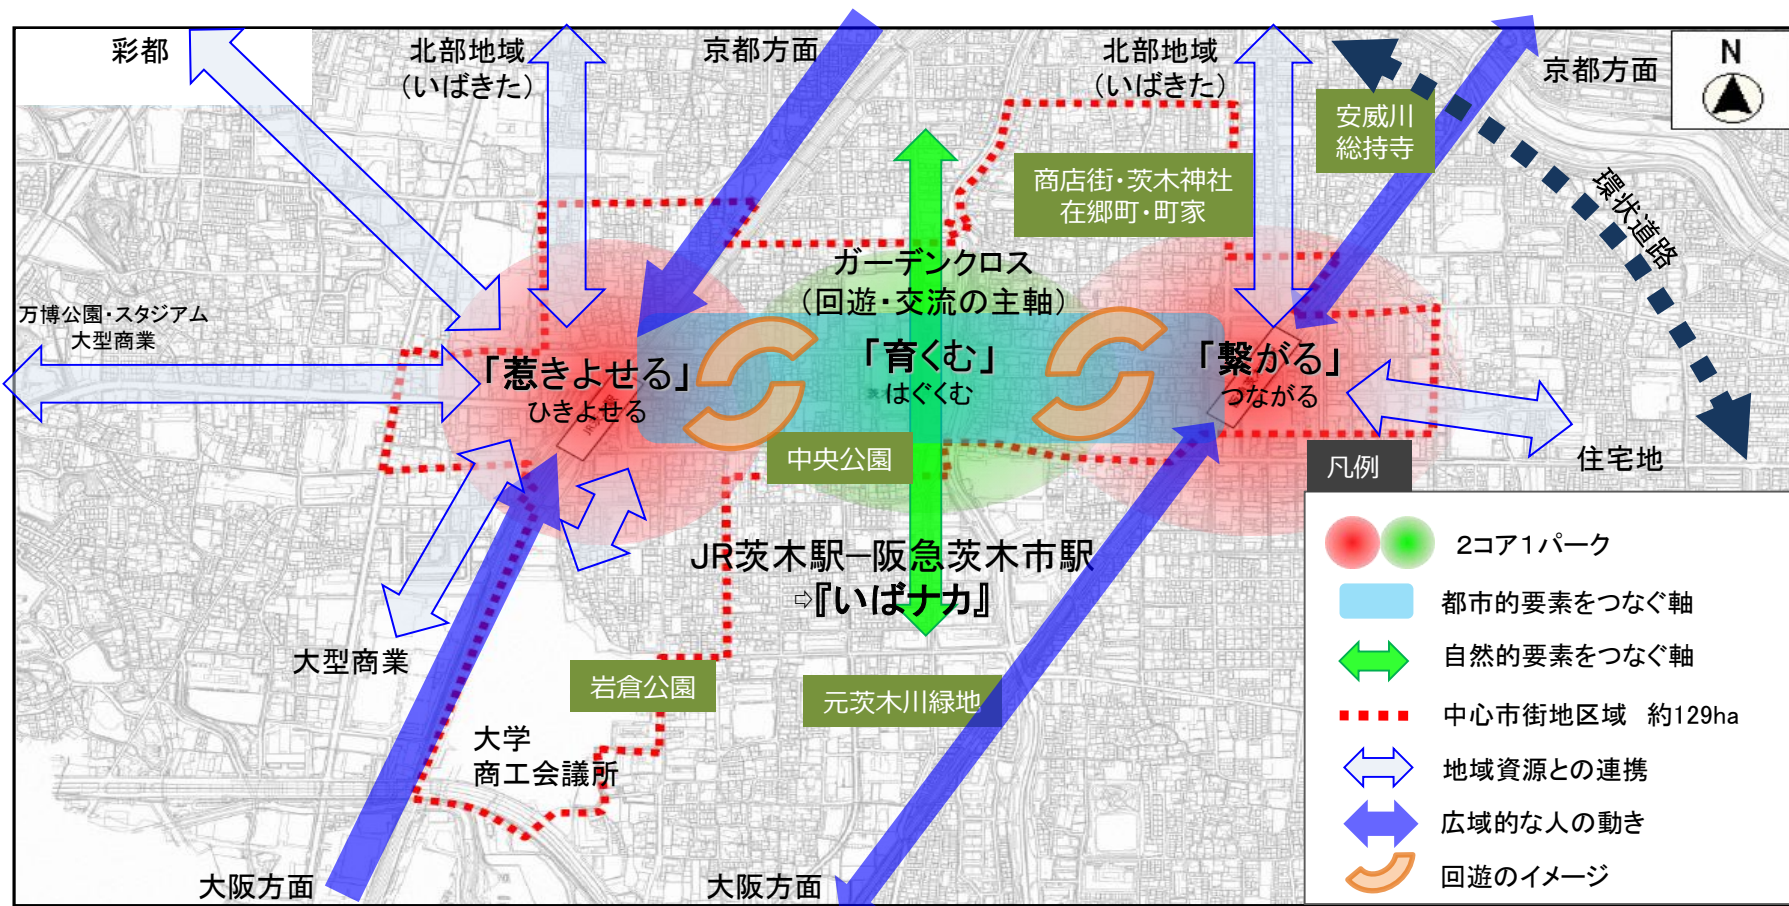 彩都
北部地域
(いばきた)
京都方面
北部地域
(いばきた)
京都方面
N
安威川
総持寺
環状道路
商店街・茨木神社
在郷町・町家
ガーデンクロス
(回遊・交流の主軸)
万博公園・スタジアム
大型商業
「惹きよせる」
ひきよせる
「育くむ」
はぐくむ
「繋がる」
つながる
中央公園
住宅地
JR茨木駅—阪急茨木市駅
⇨『いばナカ』
大型商業
岩倉公園
元茨木川緑地
大学
商工会議所
大阪方面
大阪方面
凡例
2コア1パーク
都市的要素をつなぐ軸
自然的要素をつなぐ軸
中心市街地区域 約129ha
地域資源との連携
広域的な人の動き
回遊のイメージ